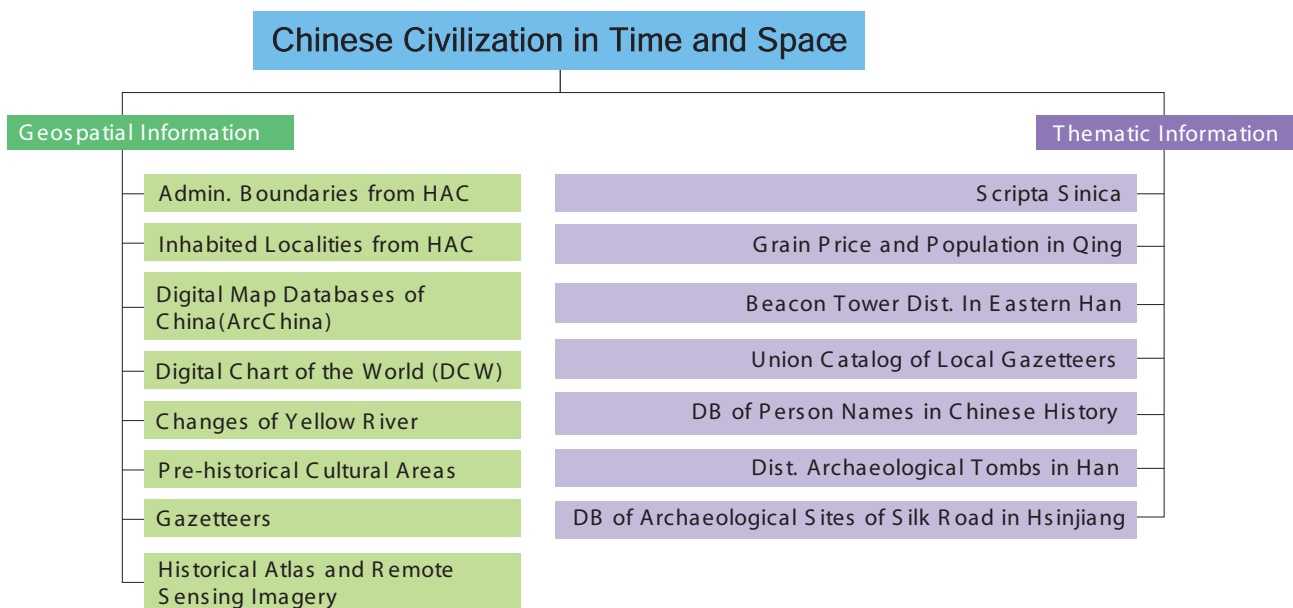 Chinese Civilization in Time and Space
Geospatial Information
Admin. Boundaries from HAC
Inhabited Localities from HAC
Digital Map Databases of
China(ArcChina)
Digital Chart of the World (DCW)
Changes of Yellow River
Pre-historical Cultural Areas
Gazetteers
Historical Atlas and Remote
Sensing Imagery
Thematic Information
Scripta Sinica
Grain Price and Population in Qing
Beacon Tower Dist. In Eastern Han
Union Catalog of Local Gazetteers
DB of Person Names in Chinese History
Dist. Archaeological Tombs in Han
DB of Archaeological Sites of Silk Road in Hsinjiang